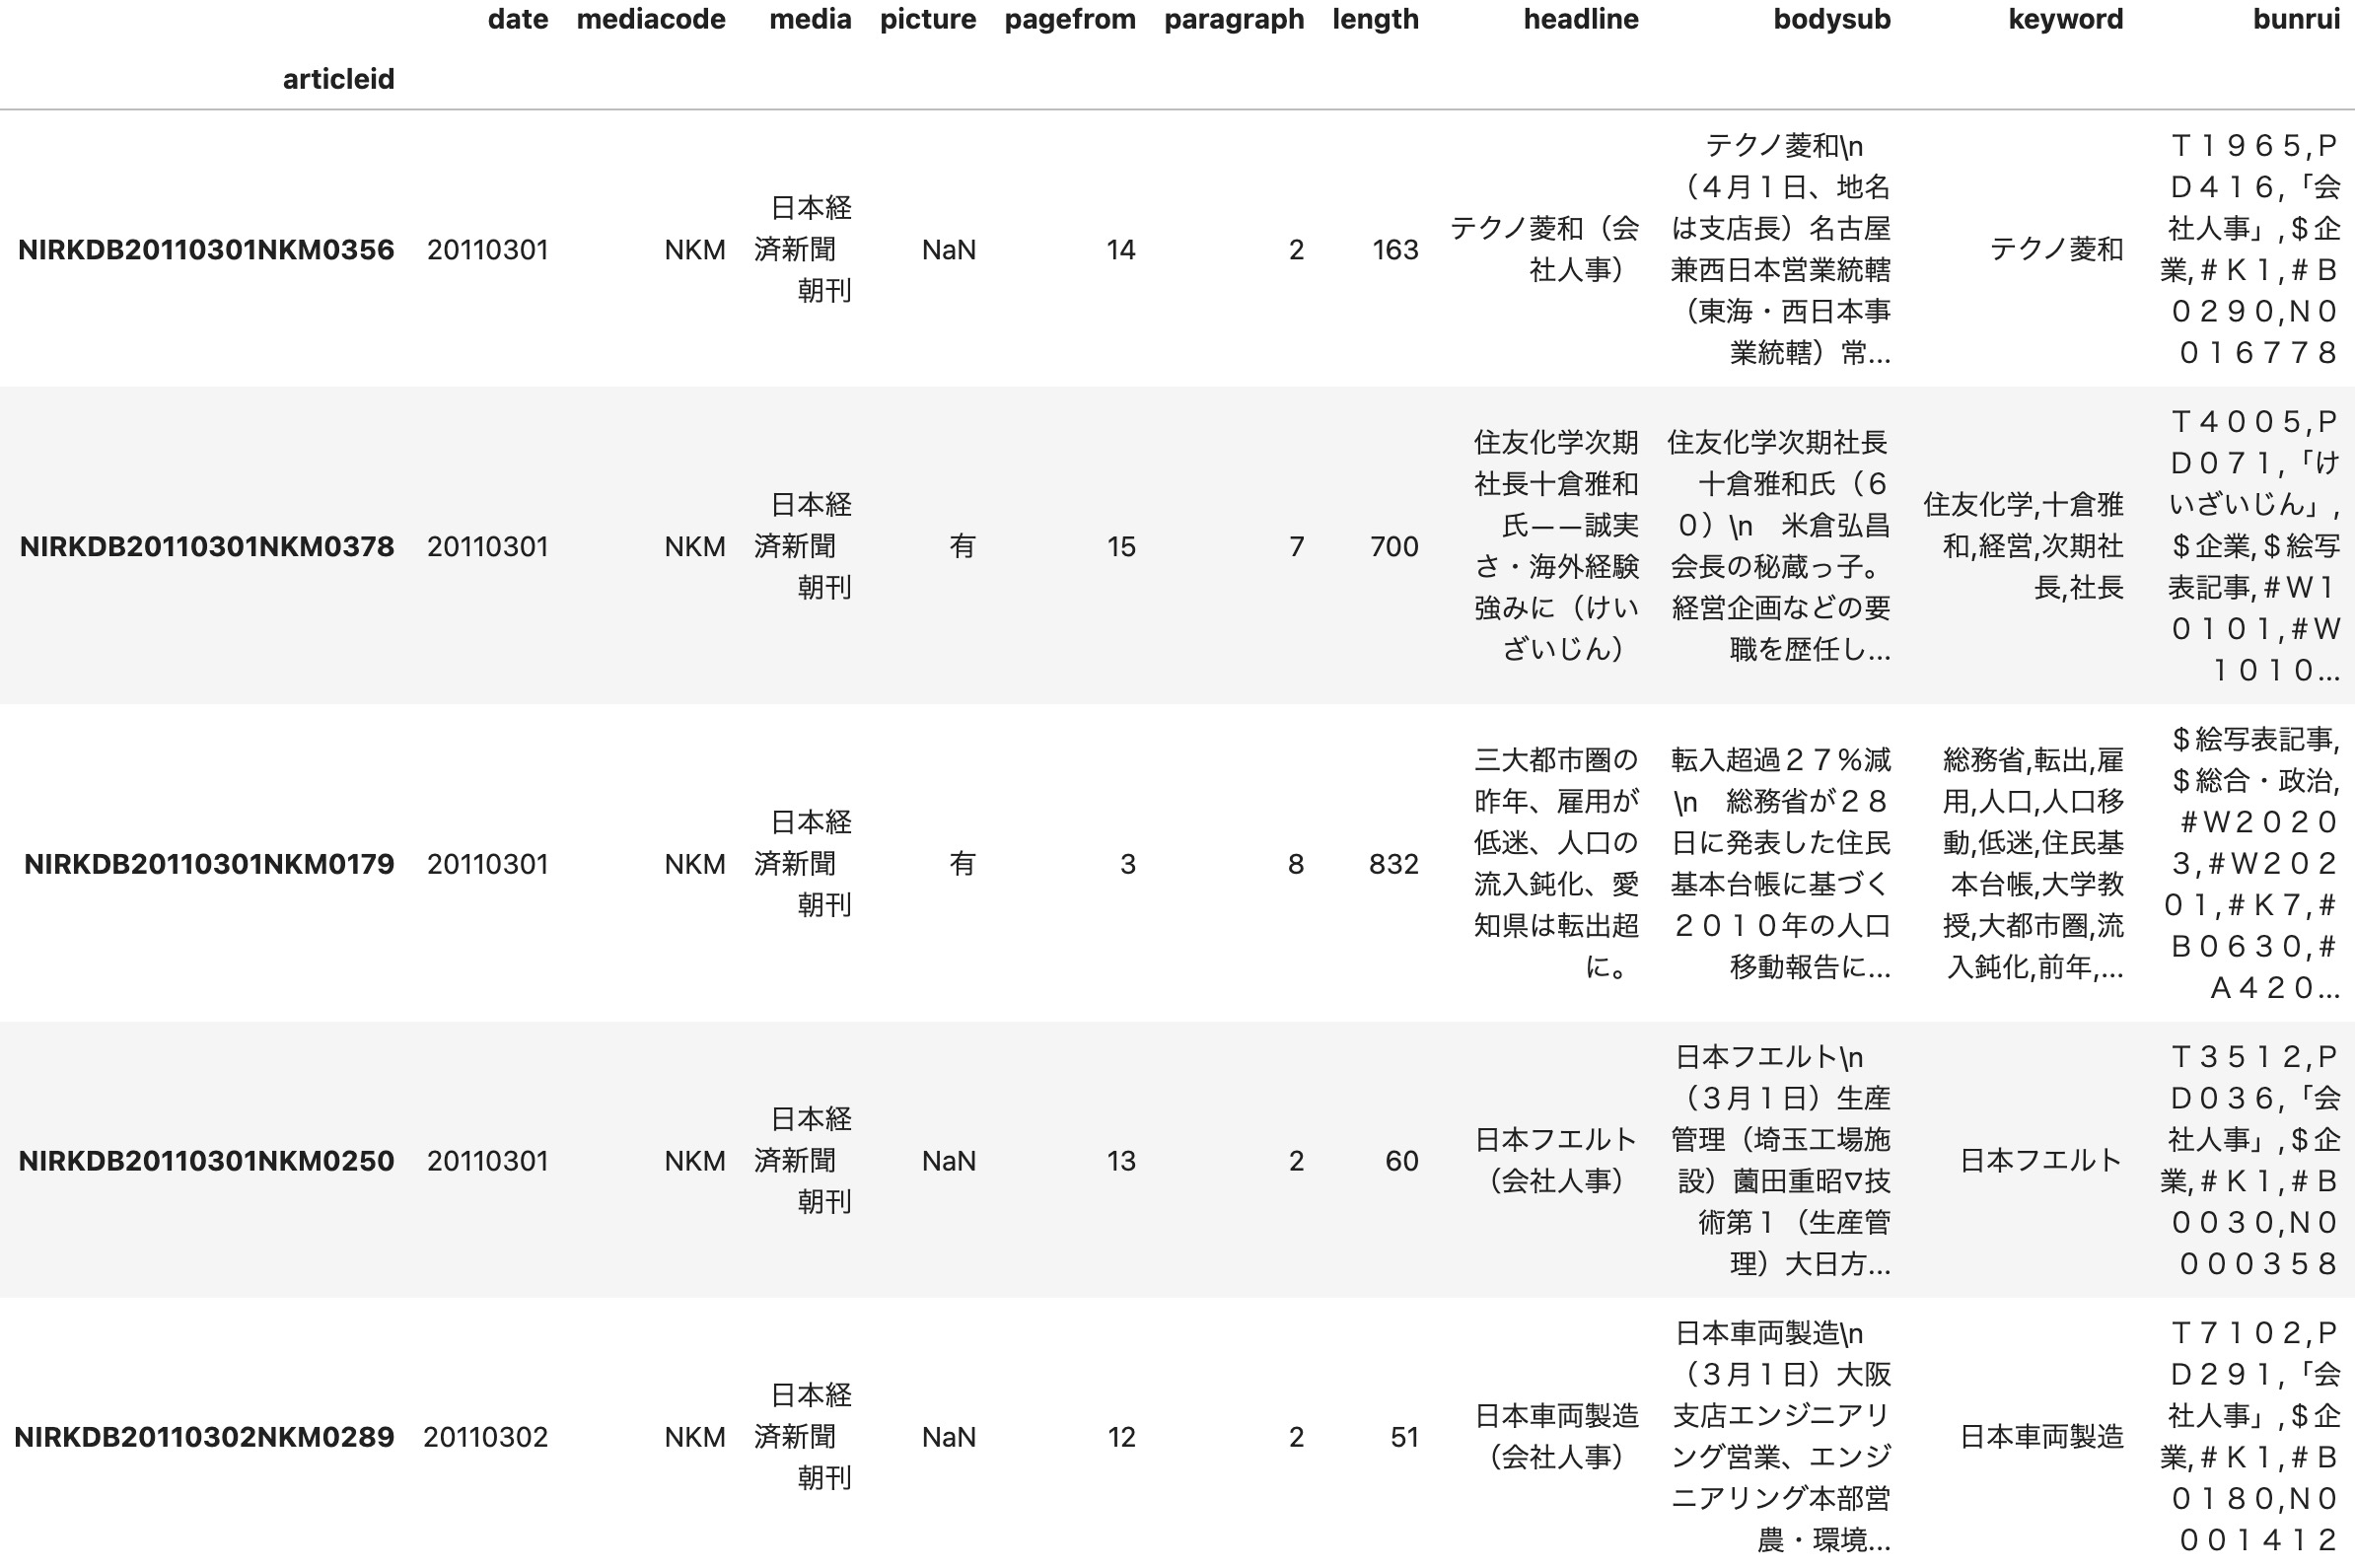 date mediacode media picture pagefrom paragraph length headline bodysub keyword bunrui
articleid
NIRKDB20110301NKM0356
20110301
NKM
日本経
済新聞
朝刊
NaN
14
2
163
テクノ菱和（会
社人事）
テクノ菱和\n
（４月１日、地名
は支店長）名古屋
兼西日本営業統轄
（東海・西日本事
業統轄）常...
テクノ菱和
Ｔ１９６５,Ｐ
Ｄ４１６,「会
社人事」,＄企
業,＃Ｋ１,＃Ｂ
０２９０,Ｎ０
０１６７７８
NIRKDB20110301NKM0378
20110301
NKM
日本経
済新聞
朝刊
有
15
7
700
住友化学次期
社長十倉雅和
氏——誠実
さ・海外経験
強みに（けい
ざいじん）
住友化学次期社長
十倉雅和氏（６
０）\n　米倉弘昌
会長の秘蔵っ子。
経営企画などの要
職を歴任し...
住友化学,十倉雅
和,経営,次期社
長,社長
Ｔ４００５,Ｐ
Ｄ０７１,「け
いざいじん」,
＄企業,＄絵写
表記事,＃Ｗ１
０１０１,＃Ｗ
１０１０...
NIRKDB20110301NKM0179
20110301
NKM
日本経
済新聞
朝刊
有
3
8
832
三大都市圏の
昨年、雇用が
低迷、人口の
流入鈍化、愛
知県は転出超
に。
転入超過２７％減
\n　総務省が２８
日に発表した住民
基本台帳に基づく
２０１０年の人口
移動報告に...
総務省,転出,雇
用,人口,人口移
動,低迷,住民基
本台帳,大学教
授,大都市圏,流
入鈍化,前年,...
＄絵写表記事,
＄総合・政治,
＃Ｗ２０２０
３,＃Ｗ２０２
０１,＃Ｋ７,＃
Ｂ０６３０,＃
Ａ４２０...
NIRKDB20110301NKM0250
20110301
NKM
日本経
済新聞
朝刊
NaN
13
2
60
日本フエルト
（会社人事）
日本フエルト\n
（３月１日）生産
管理（埼玉工場施
設）薗田重昭▽技
術第１（生産管
理）大日方...
日本フエルト
Ｔ３５１２,Ｐ
Ｄ０３６,「会
社人事」,＄企
業,＃Ｋ１,＃Ｂ
００３０,Ｎ０
０００３５８
NIRKDB20110302NKM0289
20110302
NKM
日本経
済新聞
朝刊
NaN
12
2
51
日本車両製造
（会社人事）
日本車両製造\n
（３月１日）大阪
支店エンジニアリ
ング営業、エンジ
ニアリング本部営
農・環境...
日本車両製造
Ｔ７１０２,Ｐ
Ｄ２９１,「会
社人事」,＄企
業,＃Ｋ１,＃Ｂ
０１８０,Ｎ０
００１４１２